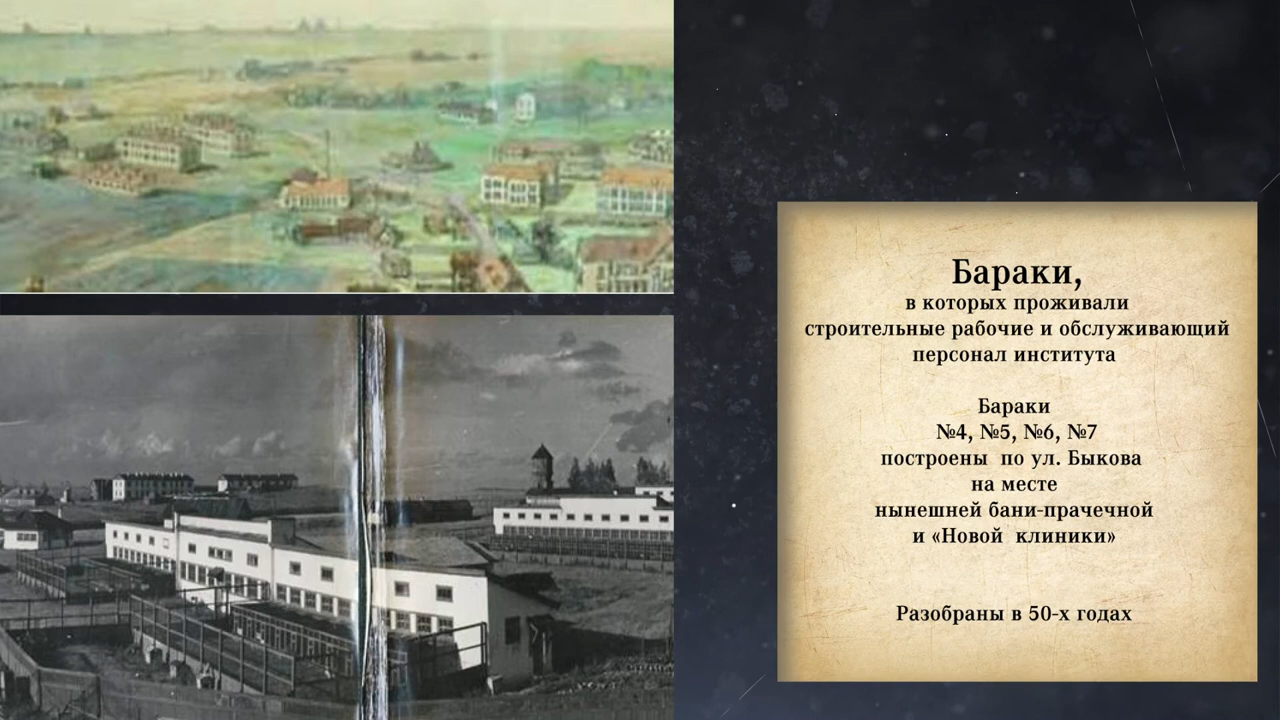 Бараки,
в которых проживали
строительные рабочие и обслуживающий
персонал института
Бараки
№4, №5, №6, №7
построены по ул. Быкова
на месте
нынешней бани-прачечной
и «Новой клиники»
Разобраны в 50-х годах